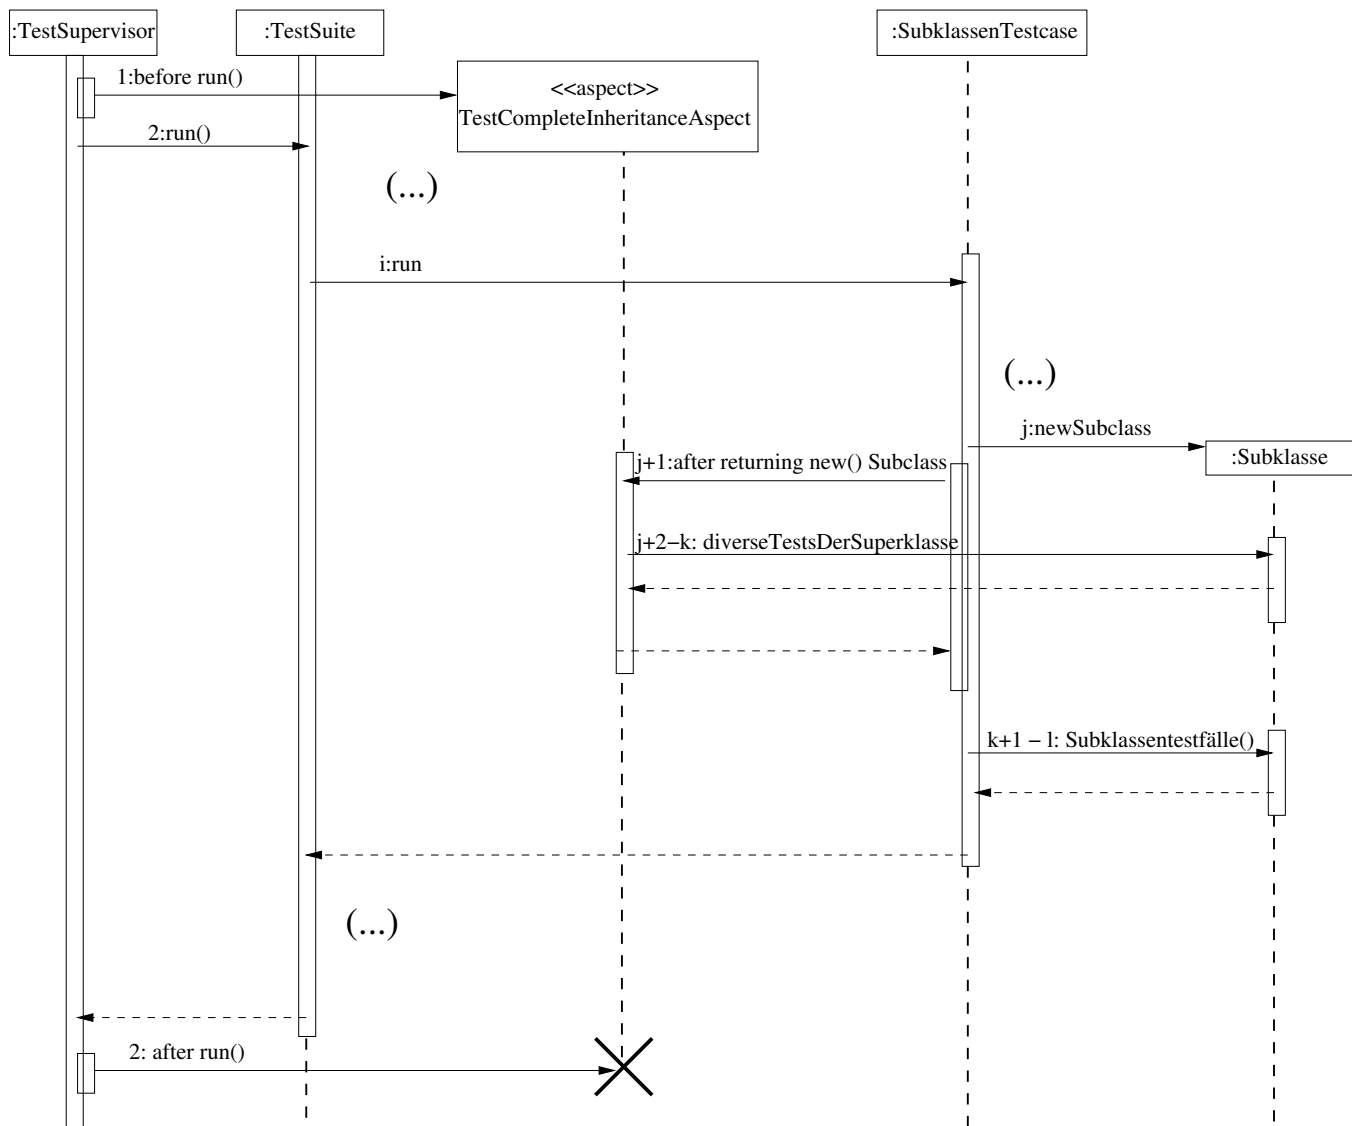 :TestSupervisor
:TestSuite
:SubklassenTestcase
1:before run()
<<aspect>>
TestCompleteInheritanceAspect
2:run()
(...)
i:run
(...)
j:newSubclass
:Subklasse
j+1:after returning new() Subclass
j+2−k: diverseTestsDerSuperklasse
k+1 − l: Subklassentestfälle()
(...)
2: after run()